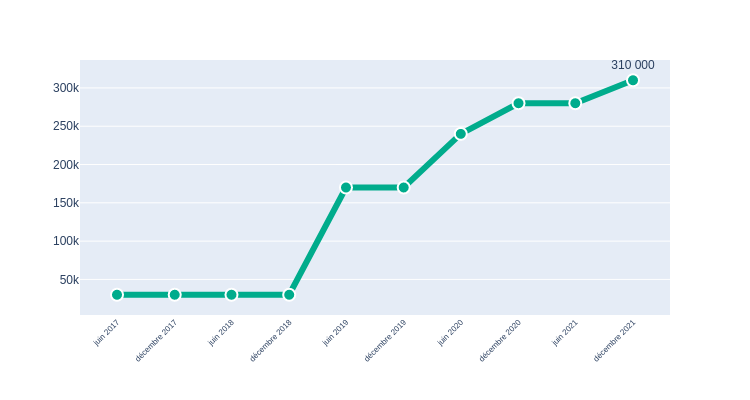 310 000
300k
250k
200k
150k
100k
50k
juin 2017
décembre 2017
juin 2018
décembre 2018
juin 2019
décembre 2019
juin 2020
décembre 2020
juin 2021
décembre 2021